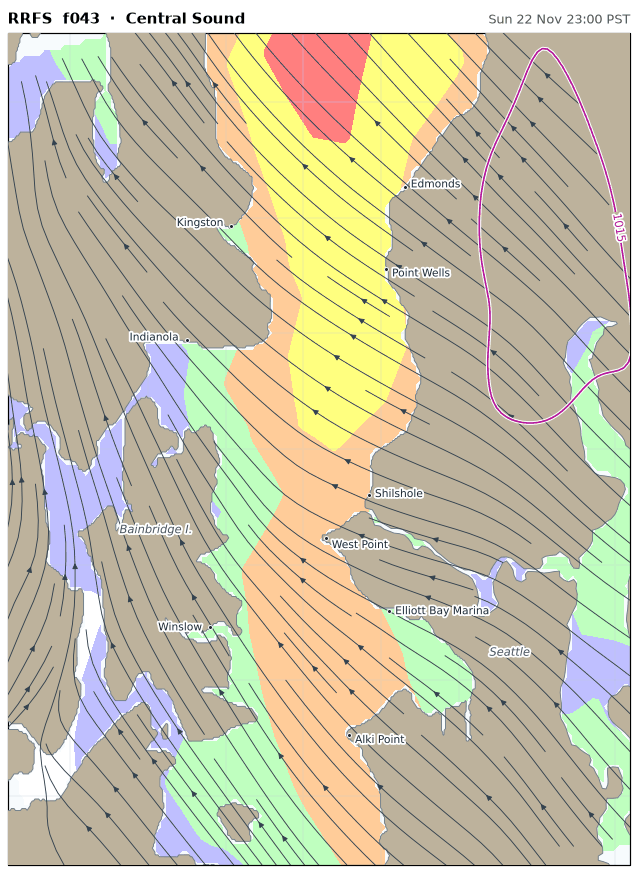 RRFS f043 · Central Sound
Sun 22 Nov 23:00 PST
Edmonds
Kingston
1015
Point Wells
Indianola
Shilshole
Bainbridge I.
West Point
Elliott Bay Marina
Winslow
Seattle
Alki Point